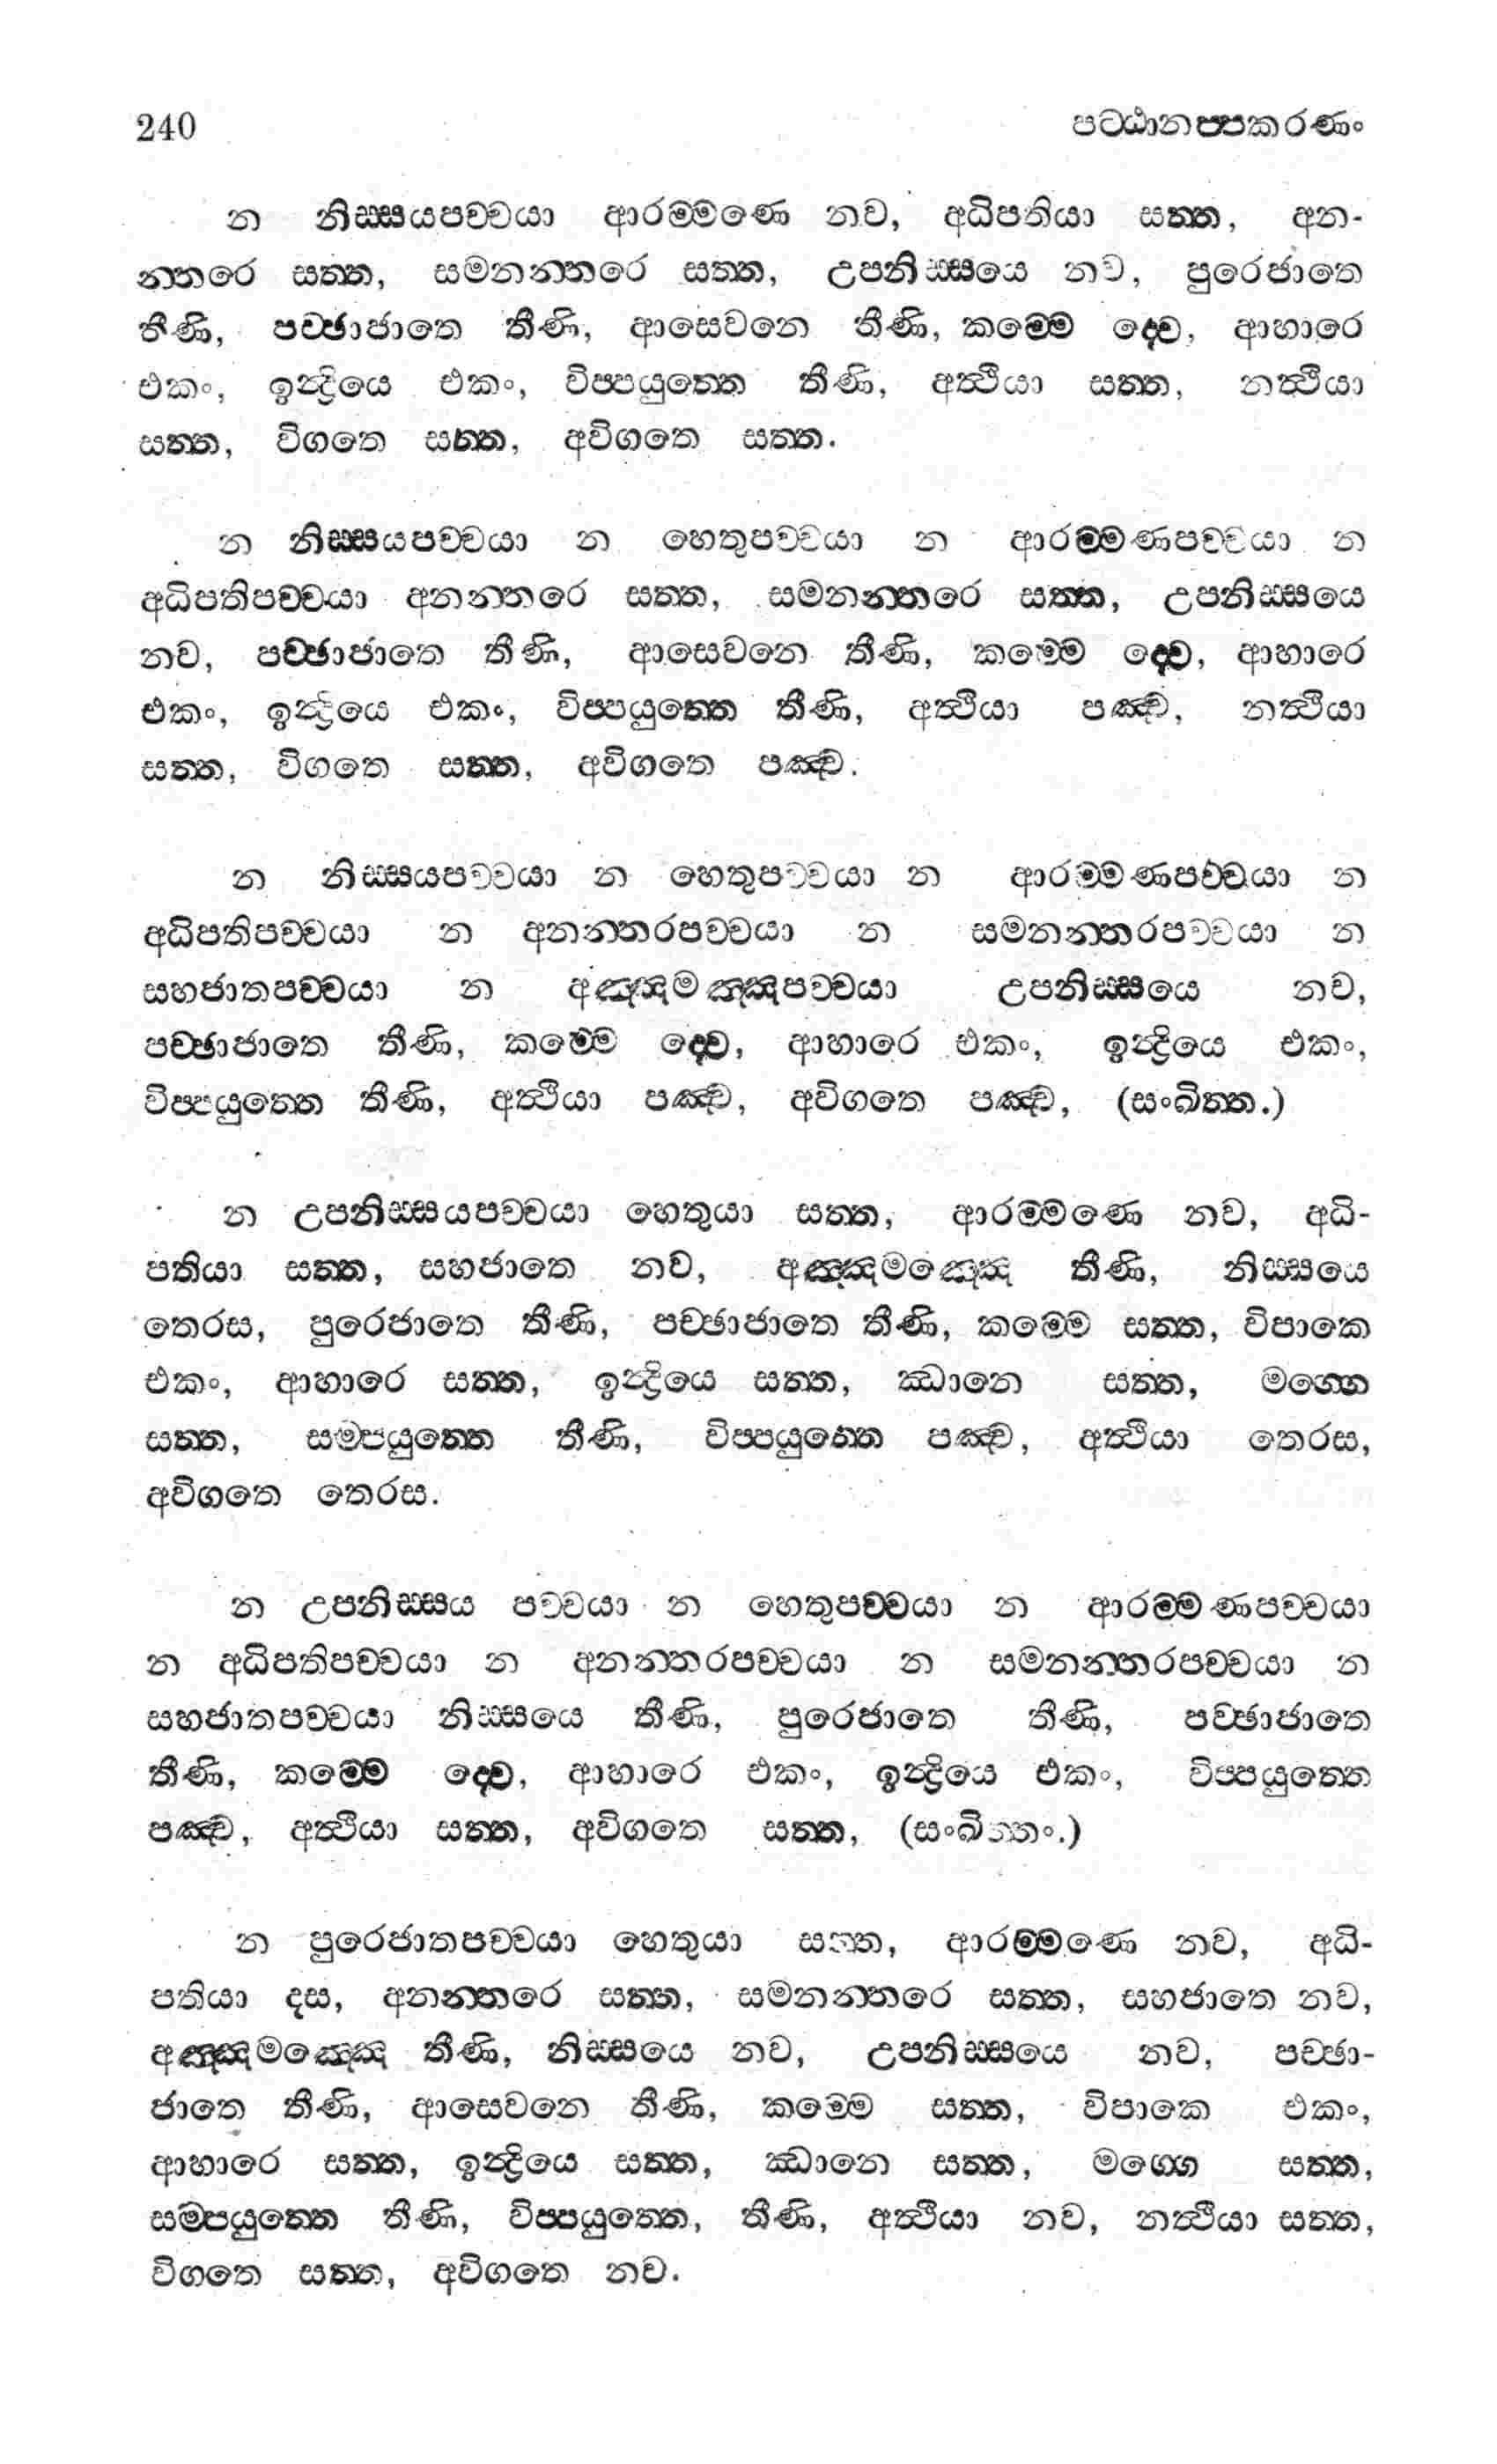 240 පට්ඨානප්පකරණං
න නිස්සයපච්චයා ආරම්මණෙ නව, අධිපතියා සත්ත, අන-
න්තරෙ සත්ත, සමනන්තරෙ සත්ත, උපනිස්සයෙ නව, පුරෙජාතෙ
තීණි, පච්ඡාජාතෙ තීණි, ආසෙවනෙ තීණි, කම්මෙ ද්වෙ, ආහාරෙ
එකං, ඉන්ද්‍රියෙ එකං, විප්පයුත්තෙ තීණි, අත්ථියා සත්ත, නත්ථියා
සත්ත, විගතෙ සත්ත, අවිගතෙ සත්ත.
න නිස්සයපච්චයා න හෙතුපච්චයා න ආරම්මණපච්චයා න
අධිපතිපච්චයා අනන්තරෙ සත්ත, සමනන්තරෙ සත්ත, උපනිස්සයෙ
නව, පච්ඡාජාතෙ තීණි, ආසෙවනෙ තීණි, කම්මෙ ද්වෙ, ආහාරෙ
එකං, ඉන්ද්‍රියෙ එකං, විප්පයුත්තෙ තීණි, අත්ථියා පඤ්ච, නත්ථියා
සත්ත, විගතෙ සත්ත, අවිගතෙ පඤ්ච.
න නිස්සයපච්චයා න හෙතුපච්චයා න ආරම්මණපච්චයා න
අධිපතිපච්චයා න අනන්තරපච්චයා න සමනන්තරපච්චයා න
සහජාතපච්චයා න අඤ්ඤමඤ්ඤපච්චයා උපනිස්සයෙ නව,
පච්ඡාජාතෙ තීණි, කම්මෙ ද්වෙ, ආහාරෙ එකං, ඉන්ද්‍රියෙ එකං,
විප්පයුත්තෙ තීණි, අත්ථියා පඤ්ච, අවිගතෙ පඤ්ච, (සංඛිත්ත.)
න උපනිස්සයපච්චයා හෙතුයා සත්ත, ආරම්මණෙ නව, අධි-
පතියා සත්ත, සහජාතෙ නව, අඤ්ඤමඤ්ඤෙ තීණි, නිස්සයෙ
තෙරස, පුරෙජාතෙ තීණි, පච්ඡාජාතෙ තීණි, කම්මෙ සත්ත, විපාකෙ
එකං, ආහාරෙ සත්ත, ඉන්ද්‍රියෙ සත්ත, ඣානෙ සත්ත, මග්ගෙ
සත්ත, සම්පයුත්තෙ තීණි, විප්පයුත්තෙ පඤ්ච, අත්ථියා තෙරස,
අවිගතෙ තෙරස.
න උපනිස්සය පච්චයා න හෙතුපච්චයා න ආරම්මණපච්චයා
න අධිපතිපච්චයා න අනන්තරපච්චයා න සමනන්තරපච්චයා න
සහජාතපච්චයා නිස්සයෙ තීණි, පුරෙජාතෙ තීණි, පච්ඡාජාතෙ
තීණි, කම්මෙ ද්වෙ, ආහාරෙ එකං, ඉන්ද්‍රියෙ එකං, විප්පයුත්තෙ
පඤ්ච, අත්ථියා සත්ත, අවිගතෙ සත්ත, (සංඛිත්තං.)
න පුරෙජාතපච්චයා හෙතුයා සත්ත, ආරම්මණෙ නව, අධි-
පතියා දස, අනන්තරෙ සත්ත, සමනන්තරෙ සත්ත, සහජාතෙ නව,
අඤ්ඤමඤ්ඤෙ තීණි, නිස්සයෙ නව, උපනිස්සයෙ නව, පච්ඡා-
ජාතෙ තීණි, ආසෙවනෙ තීණි, කම්මෙ සත්ත, විපාකෙ එකං,
ආහාරෙ සත්ත, ඉන්ද්‍රියෙ සත්ත, ඣානෙ සත්ත, මග්ගෙ සත්ත,
සම්පයුත්තෙ තීණි, විප්පයුත්තෙ, තීණි, අත්ථියා නව, නත්ථියා සත්ත,
විගතෙ සත්ත, අවිගතෙ නව.